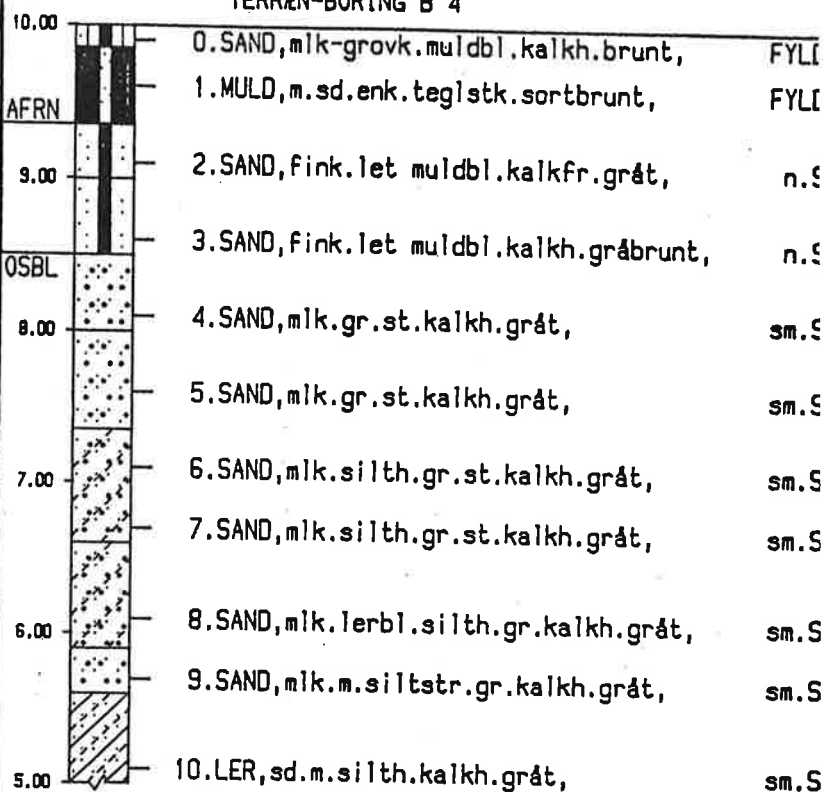 TERRÆN-BORING B 4
10.00
0.SAND,mlk-grovk.muldbl.kalkh.brunt, FYLD
1.MULD,m.sd.enk.teglstk.sortbrunt, FYLD
AFRN
9.00 2.SAND,fink.let muldbl.kalkfr.gråt, n.S
3.SAND,fink.let muldbl.kalkh.gråbrunt, n.S
OSBL
8.00 4.SAND,mlk.gr.st.kalkh.gråt, sm.S
5.SAND,mlk.gr.st.kalkh.gråt, sm.S
7.00 6.SAND,mlk.silth.gr.st.kalkh.gråt, sm.S
7.SAND,mlk.silth.gr.st.kalkh.gråt, sm.S
6.00 8.SAND,mlk.lerbl.silth.gr.kalkh.gråt, sm.S
9.SAND,mlk.m.siltstr.gr.kalkh.gråt, sm.S
5.00 10.LER,sd.m.silth.kalkh.gråt, sm.S